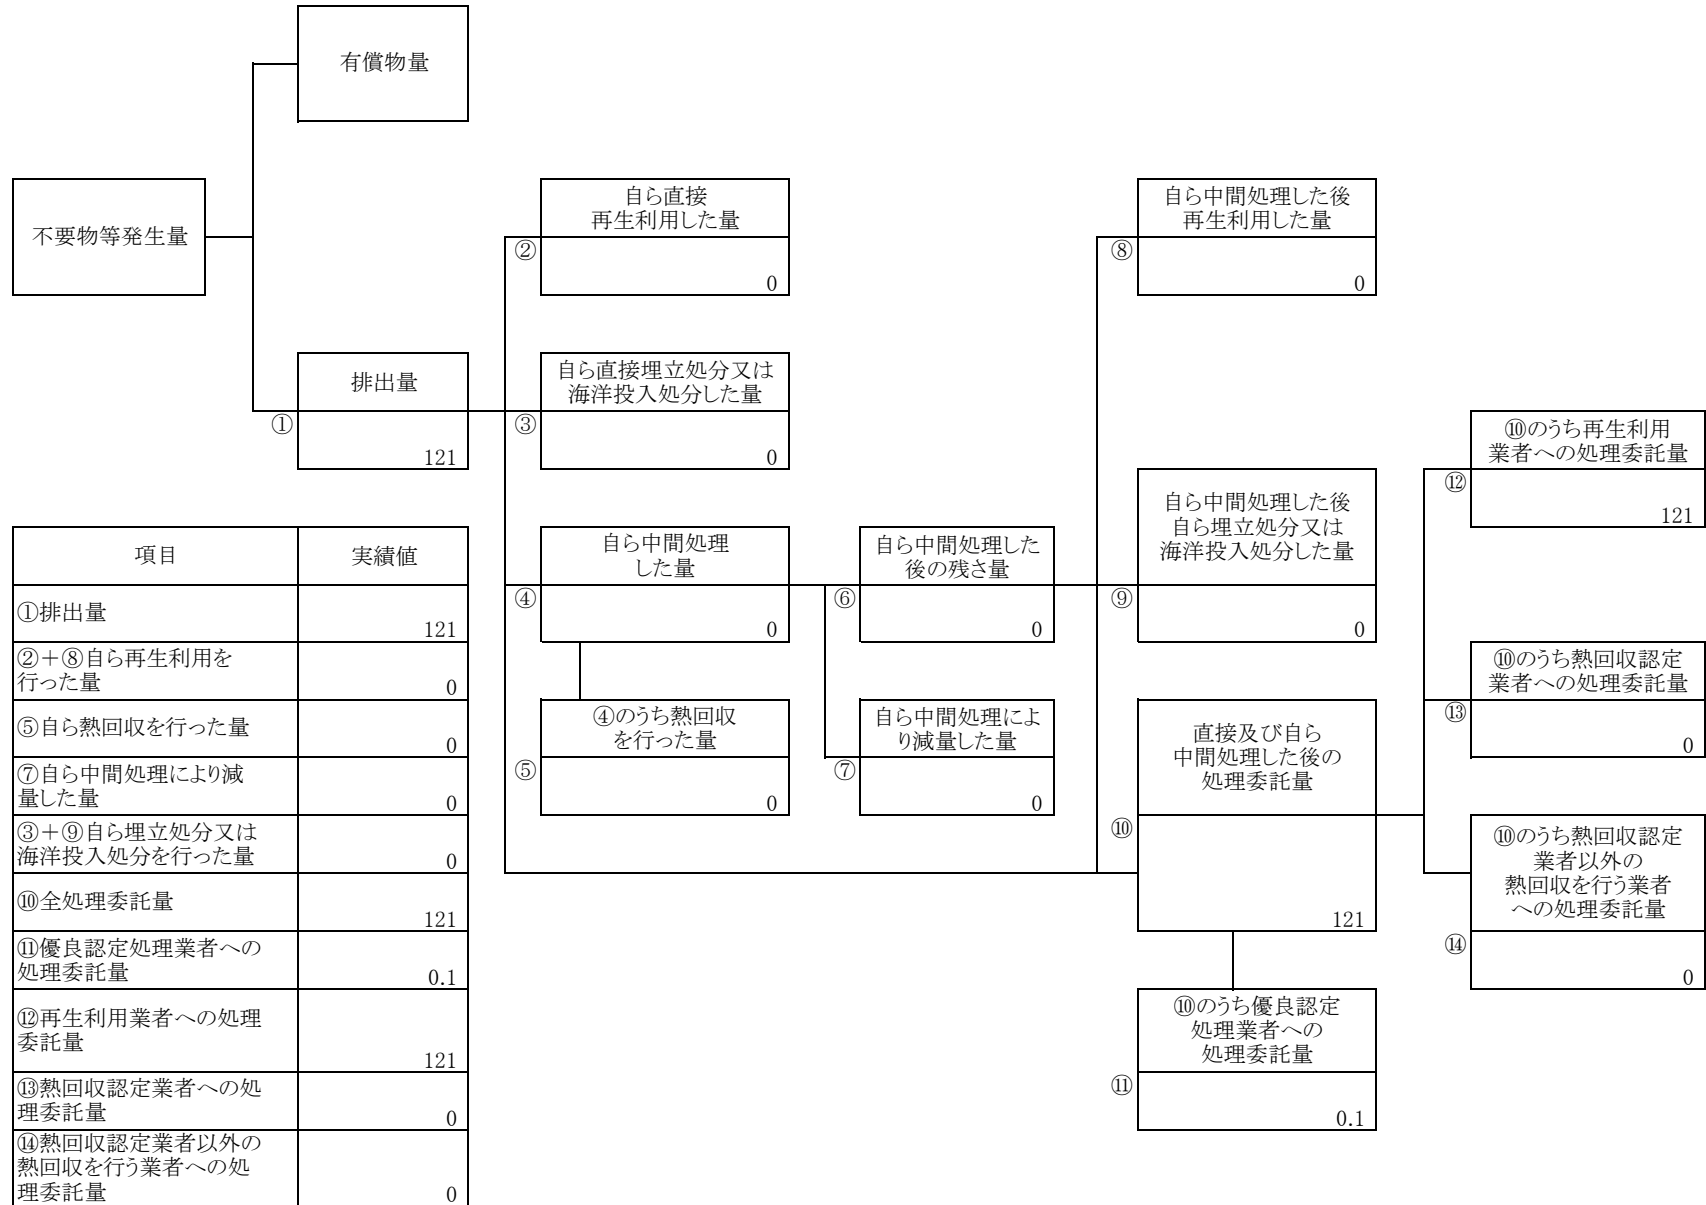 有償物量
不要物等発生量
自ら直接
再生利用した量
②
0
自ら中間処理した後
再生利用した量
⑧
0
排出量
①
121
自ら直接埋立処分又は
海洋投入処分した量
③
0
⑩のうち再生利用
業者への処理委託量
⑫
121
自ら中間処理した後
自ら埋立処分又は
海洋投入処分した量
⑨
0
自ら中間処理
した量
④
0
自ら中間処理した
後の残さ量
⑥
0
⑩のうち熱回収認定
業者への処理委託量
⑬
0
④のうち熱回収
を行った量
⑤
0
自ら中間処理によ
り減量した量
⑦
0
直接及び自ら
中間処理した後の
処理委託量
⑩
121
⑩のうち熱回収認定
業者以外の
熱回収を行う業者
への処理委託量
⑭
0
⑩のうち優良認定
処理業者への
処理委託量
⑪
0.1
項目 実績値
①排出量
121
②＋⑧自ら再生利用を
行った量 0
⑤自ら熱回収を行った量
0
⑦自ら中間処理により減
量した量 0
③＋⑨自ら埋立処分又は
海洋投入処分を行った量 0
⑩全処理委託量
121
⑪優良認定処理業者への
処理委託量 0.1
⑫再生利用業者への処理
委託量
121
⑬熱回収認定業者への処
理委託量 0
⑭熱回収認定業者以外の
熱回収を行う業者への処
理委託量 0